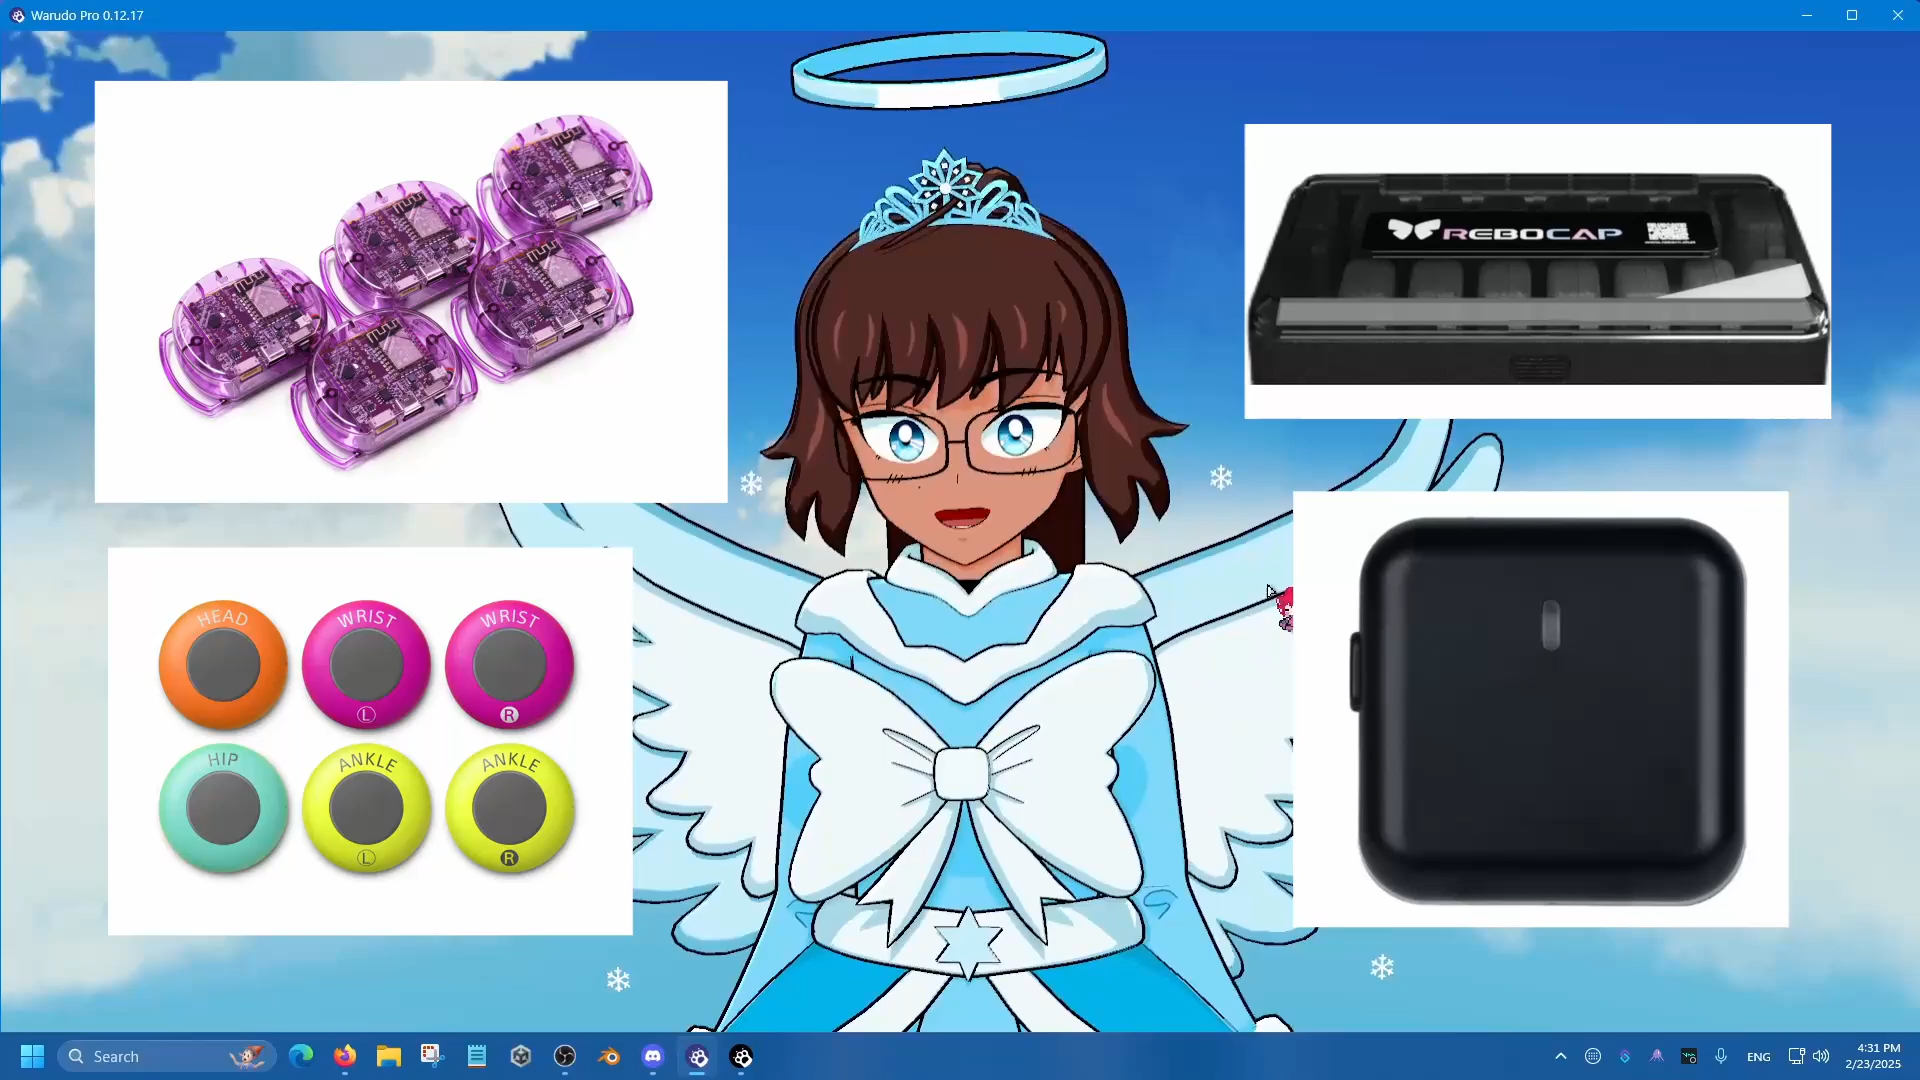 Warudo Pro 0.12.17
REBOCAP
HEAD
WRIST
L
WRIST
R
HIP
ANKLE
L
ANKLE
R
Search
ENG
4:31 PM
2/23/2025